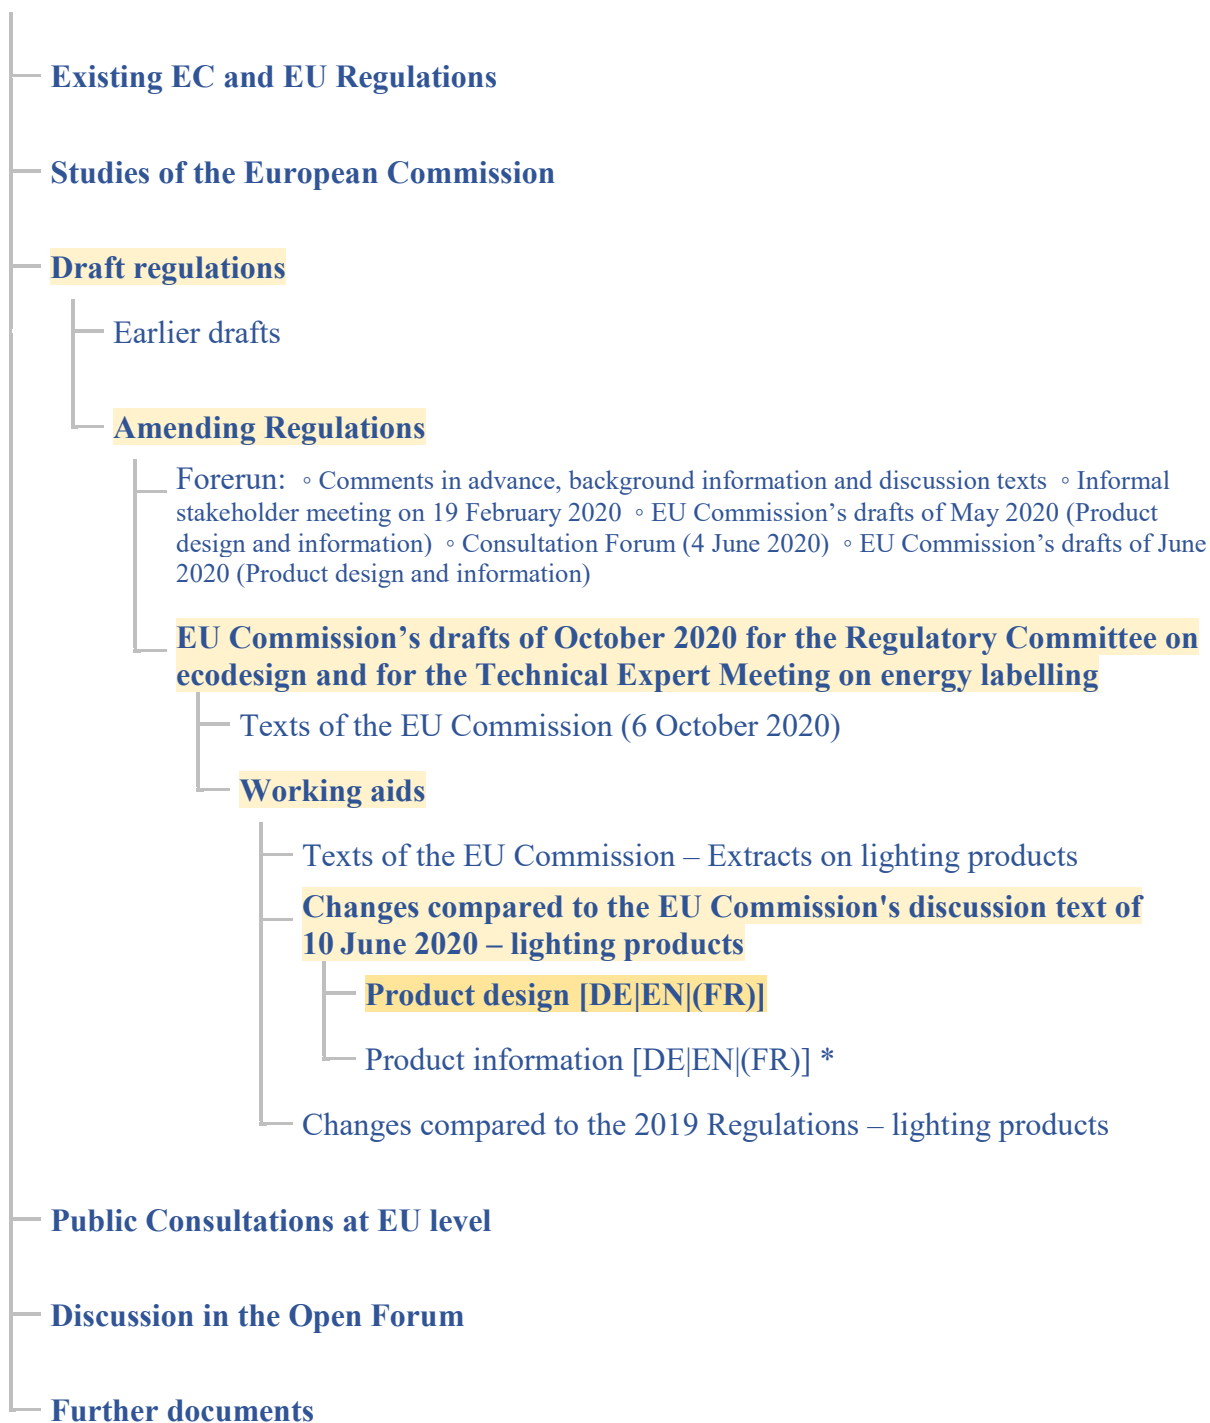 Existing EC and EU Regulations
Studies of the European Commission
Draft regulations
Earlier drafts
Amending Regulations
Forerun: ◦ Comments in advance, background information and discussion texts ◦ Informal
stakeholder meeting on 19 February 2020 ◦ EU Commission’s drafts of May 2020 (Product
design and information) ◦ Consultation Forum (4 June 2020) ◦ EU Commission’s drafts of June
2020 (Product design and information)
EU Commission’s drafts of October 2020 for the Regulatory Committee on
ecodesign and for the Technical Expert Meeting on energy labelling
Texts of the EU Commission (6 October 2020)
Working aids
Texts of the EU Commission – Extracts on lighting products
Changes compared to the EU Commission's discussion text of
10 June 2020 – lighting products
Product design [DE|EN|(FR)]
Product information [DE|EN|(FR)] *
Changes compared to the 2019 Regulations – lighting products
Public Consultations at EU level
Discussion in the Open Forum
Further documents